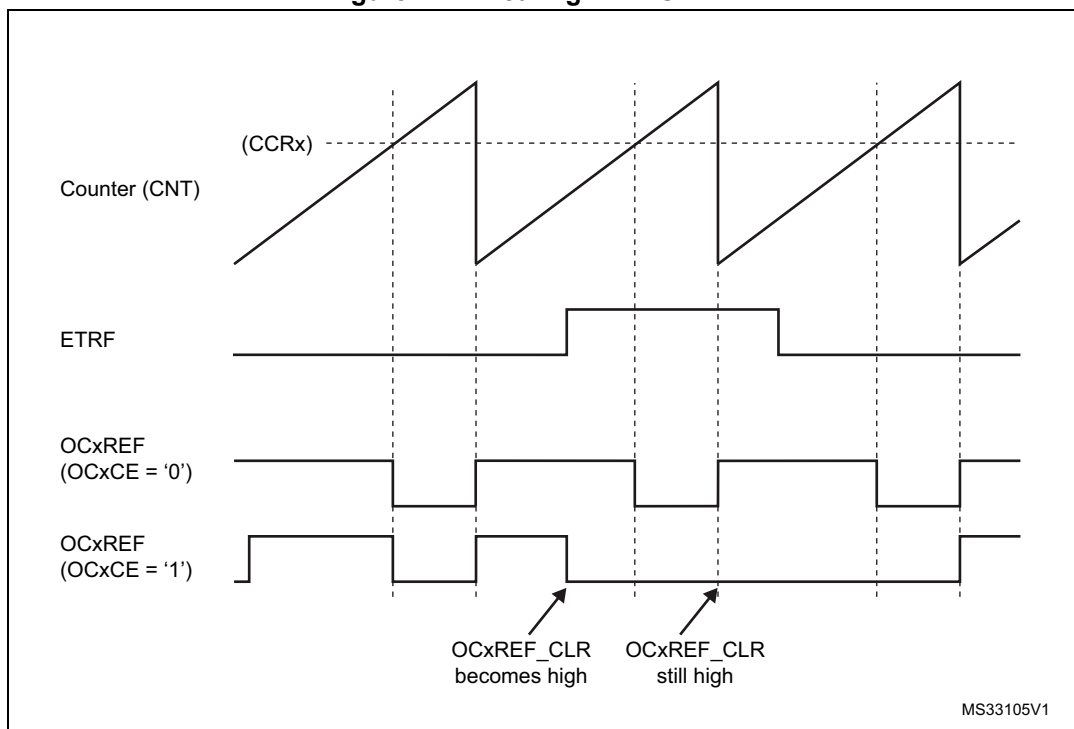 (CCRx)
Counter (CNT)
ETRF
OCxREF
(OCxCE = ‘0’)
OCxREF
(OCxCE = ‘1’)
OCxREF_CLR
becomes high
OCxREF_CLR
still high
MS33105V1